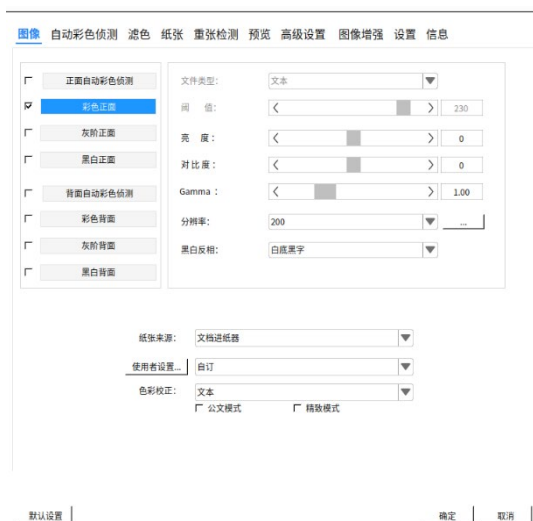 图像 自动彩色侦测 滤色 纸张 重张检测 预览 高级设置 图像增强 设置 信息
正面自动彩色侦测
彩色正面
灰阶正面
黑白正面
背面自动彩色侦测
彩色背面
灰阶背面
黑白背面
文件类型: 文本
阈 值: 230
亮 度: 0
对比度: 0
Gamma : 1.00
分辨率: 200 ...
黑白反相: 白底黑字
纸张来源: 文档进纸器
使用者设置... 自订
色彩校正: 文本
公文模式 精致模式
默认设置 确定 取消